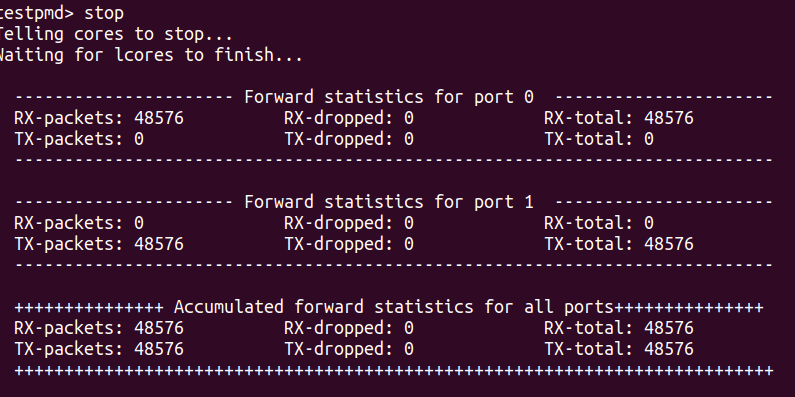 testpmd> stop
Telling cores to stop...
Waiting for lcores to finish...
---------------------- Forward statistics for port 0  ----------------------
RX-packets: 48576          RX-dropped: 0             RX-total: 48576
TX-packets: 0              TX-dropped: 0             TX-total: 0
----------------------------------------------------------------------------
---------------------- Forward statistics for port 1  ----------------------
RX-packets: 0              RX-dropped: 0             RX-total: 0
TX-packets: 48576          TX-dropped: 0             TX-total: 48576
----------------------------------------------------------------------------
+++++++++++++++ Accumulated forward statistics for all ports+++++++++++++++
RX-packets: 48576          RX-dropped: 0             RX-total: 48576
TX-packets: 48576          TX-dropped: 0             TX-total: 48576
++++++++++++++++++++++++++++++++++++++++++++++++++++++++++++++++++++++++++++